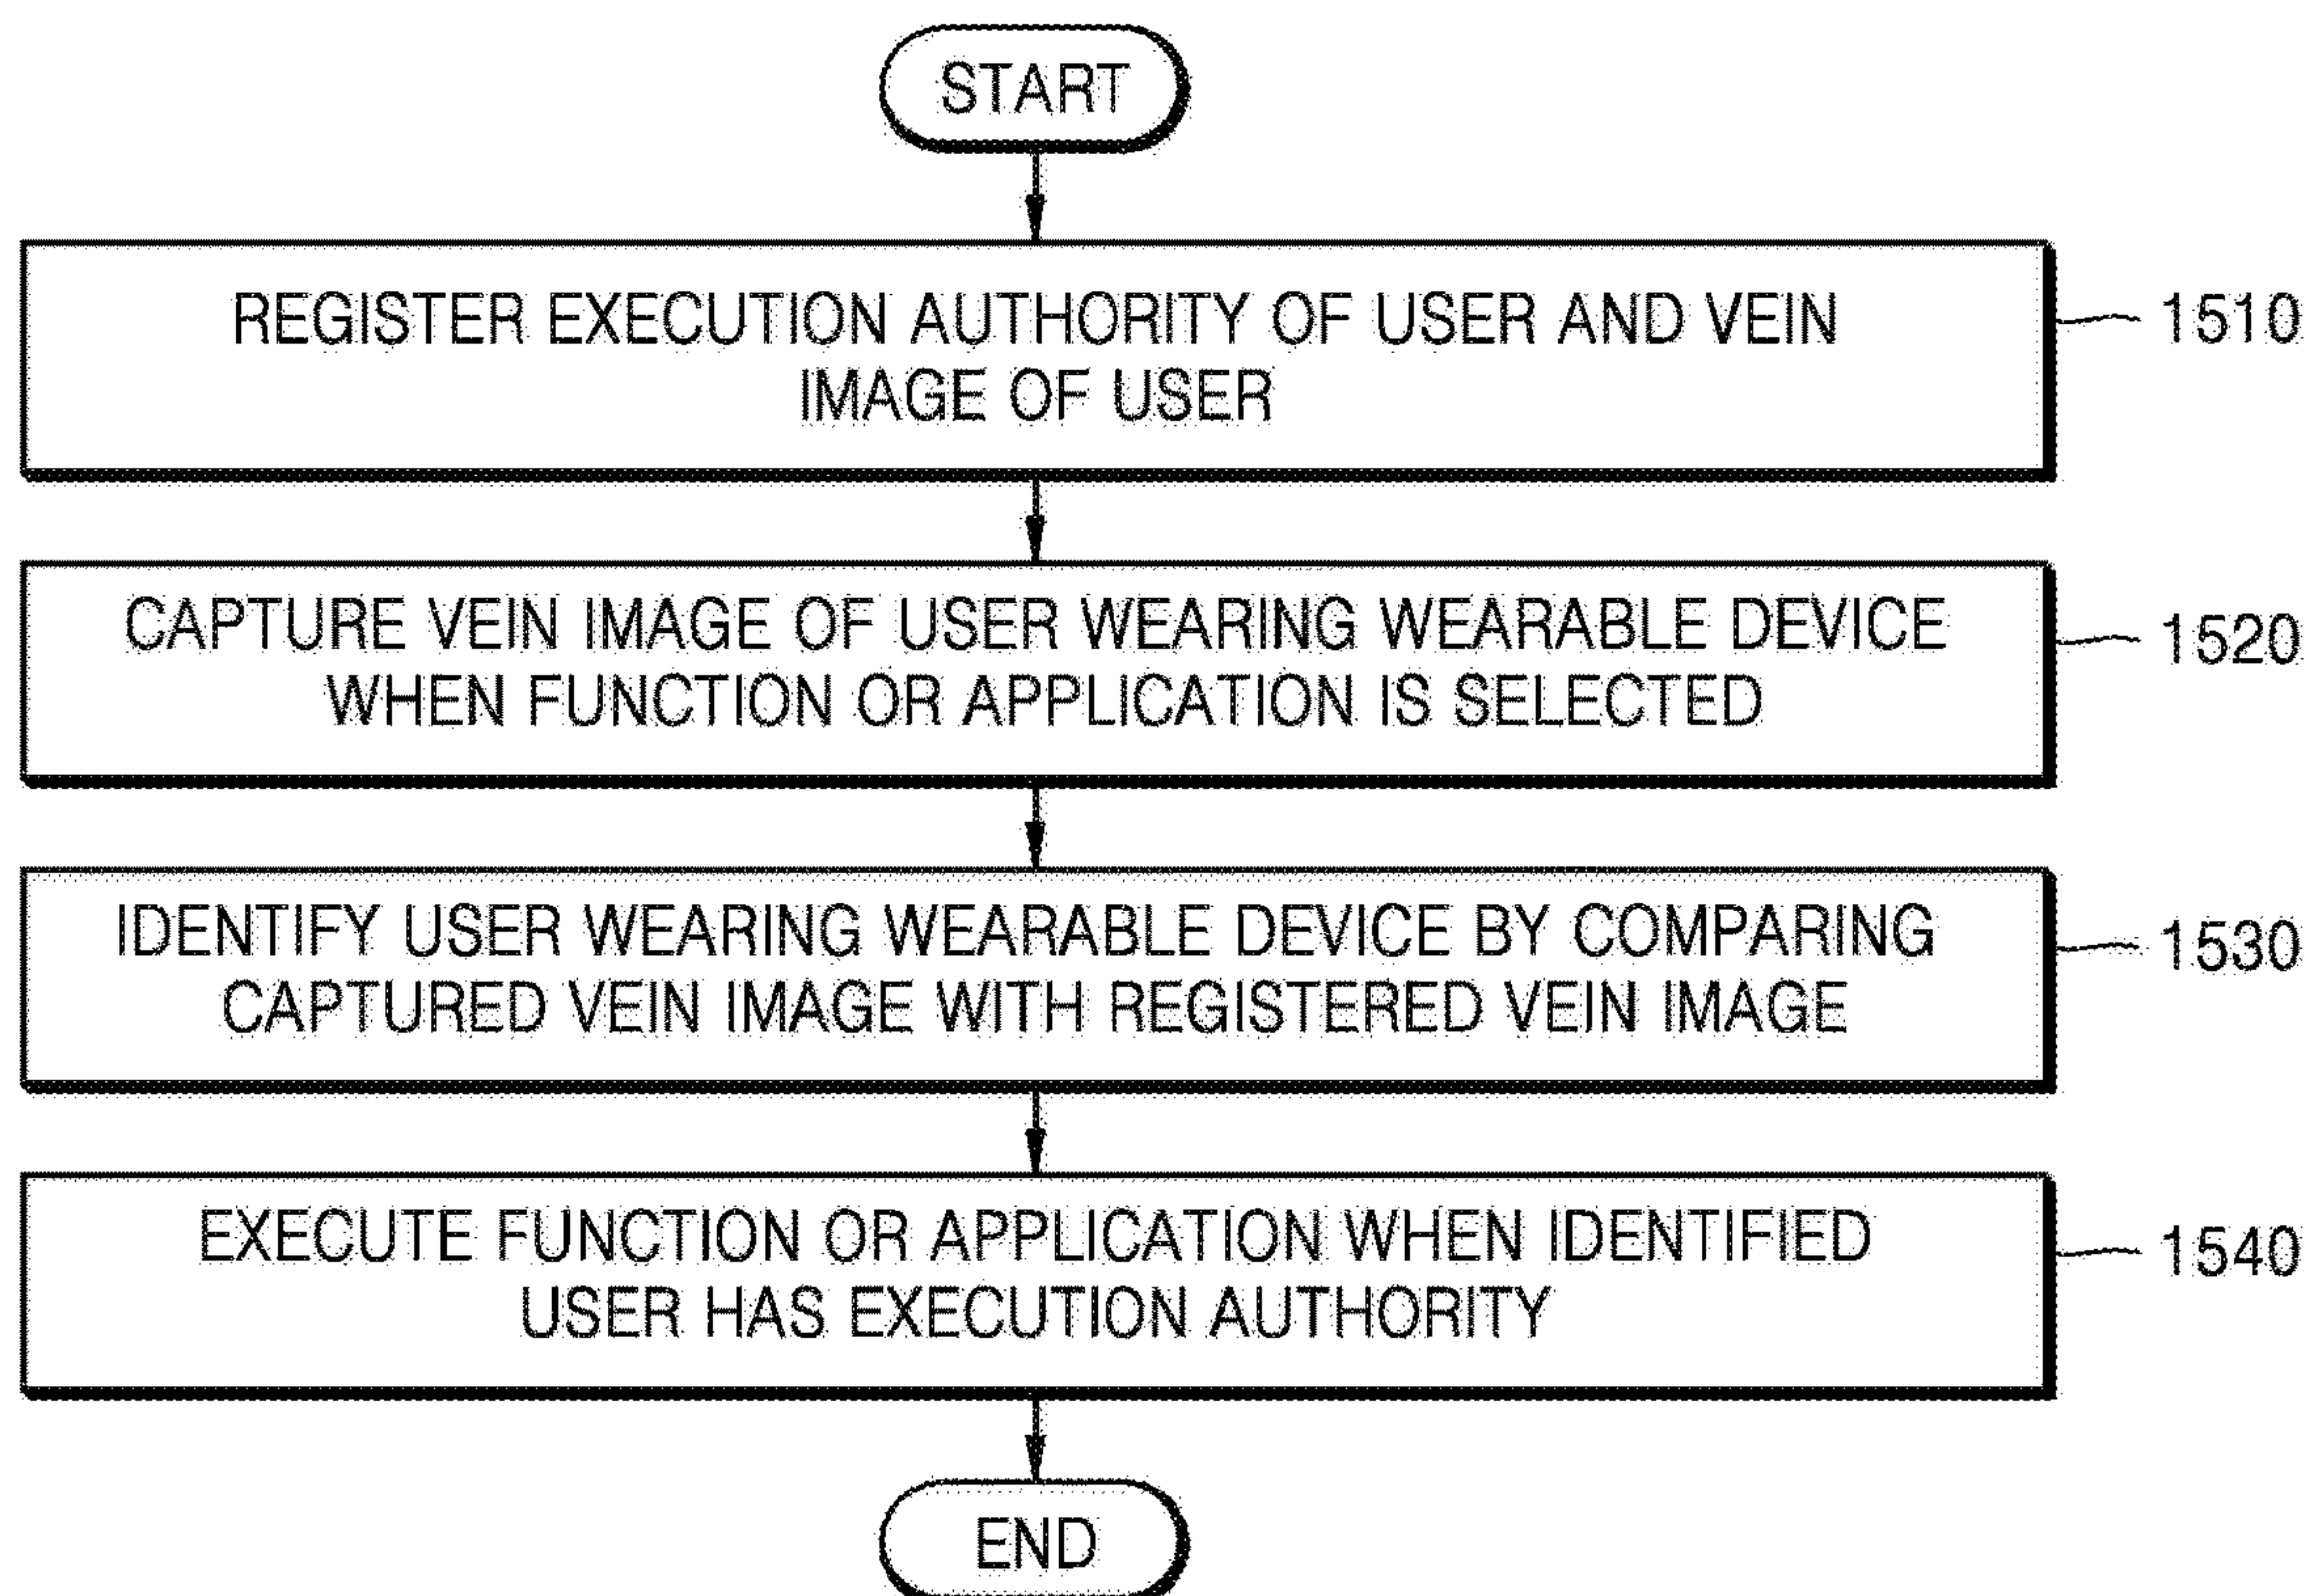 START
REGISTER EXECUTION AUTHORITY OF USER AND VEIN
IMAGE OF USER
1510
CAPTURE VEIN IMAGE OF USER WEARING WEARABLE DEVICE
WHEN FUNCTION OR APPLICATION IS SELECTED
1520
IDENTIFY USER WEARING WEARABLE DEVICE BY COMPARING
CAPTURED VEIN IMAGE WITH REGISTERED VEIN IMAGE
1530
EXECUTE FUNCTION OR APPLICATION WHEN IDENTIFIED
USER HAS EXECUTION AUTHORITY
1540
END